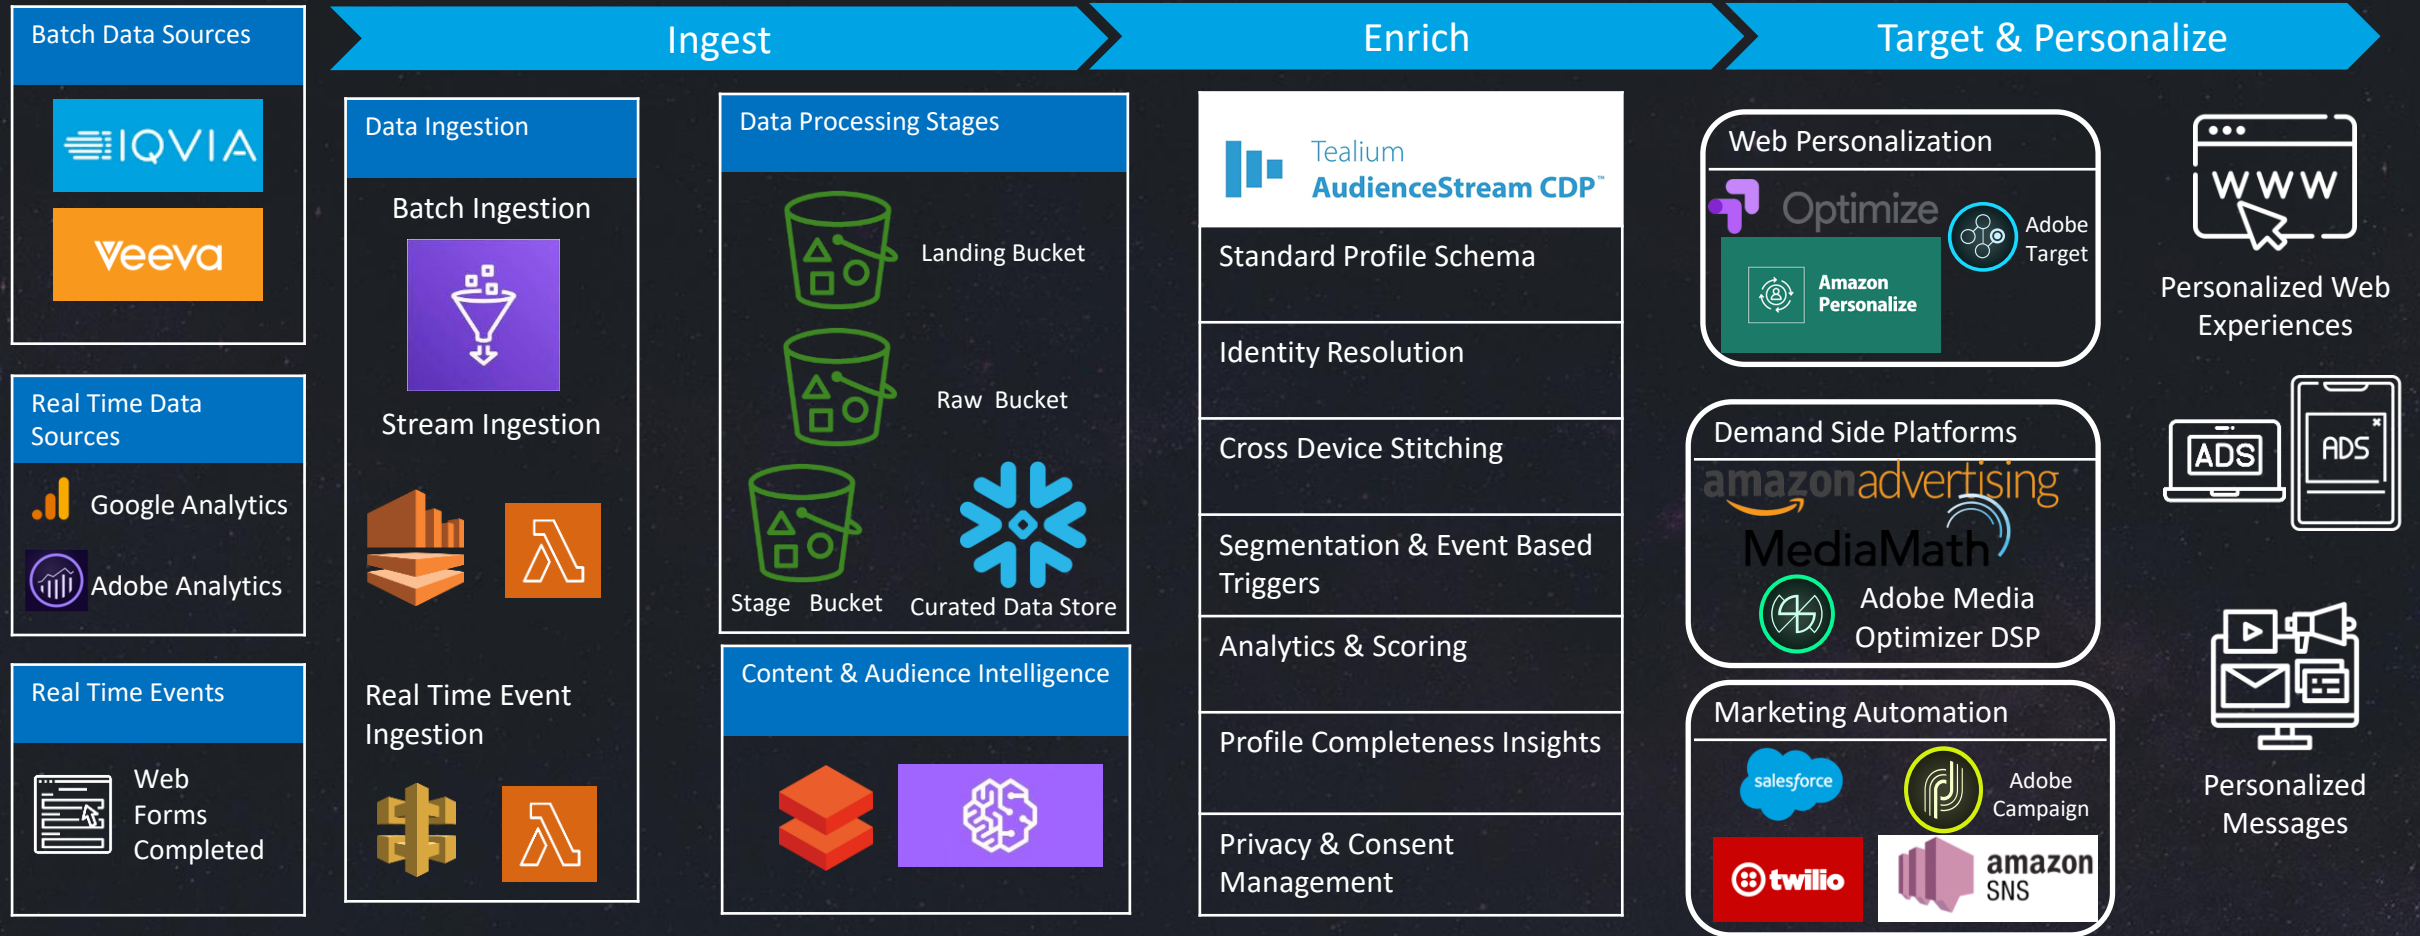 Batch Data Sources
IQVIA
Veeva
Real Time Data
Sources
Google Analytics
Adobe Analytics
Real Time Events
Web
Forms
Completed
Ingest
Data Ingestion
Batch Ingestion
Stream Ingestion
Real Time Event
Ingestion
Data Processing Stages
Landing Bucket
Raw Bucket
Stage Bucket
Curated Data Store
Content & Audience Intelligence
Enrich
Tealium
AudienceStream CDP™
Standard Profile Schema
Identity Resolution
Cross Device Stitching
Segmentation & Event Based
Triggers
Analytics & Scoring
Profile Completeness Insights
Privacy & Consent
Management
Target & Personalize
Web Personalization
Optimize
Adobe
Target
Amazon
Personalize
Demand Side Platforms
amazonadvertising
MediaMath
Adobe Media
Optimizer DSP
Marketing Automation
salesforce
Adobe
Campaign
twilio
amazon
SNS
WWW
Personalized Web
Experiences
ADS
ADS
Personalized
Messages